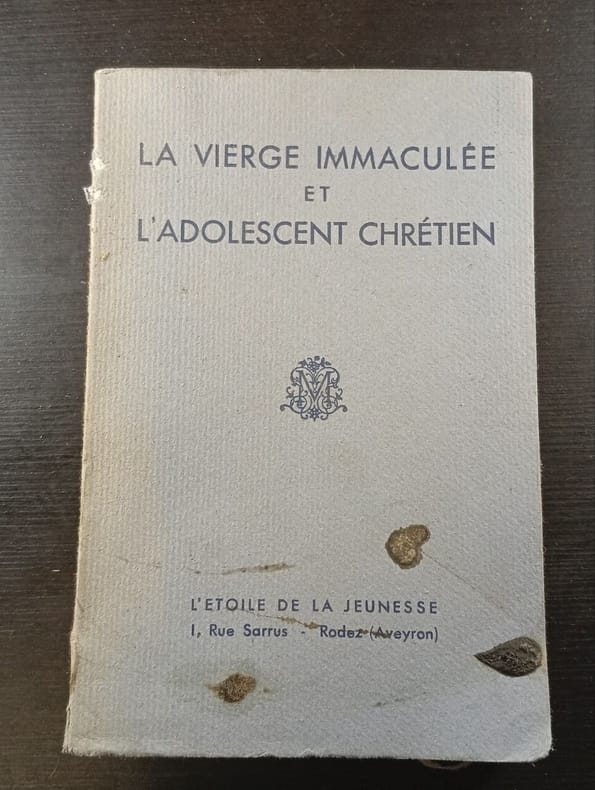 LA VIERGE IMMACULÉE
ET
L'ADOLESCENT CHRÉTIEN
L'ETOILE DE LA JEUNESSE
1, Rue Sarrus - Rodez (Aveyron)